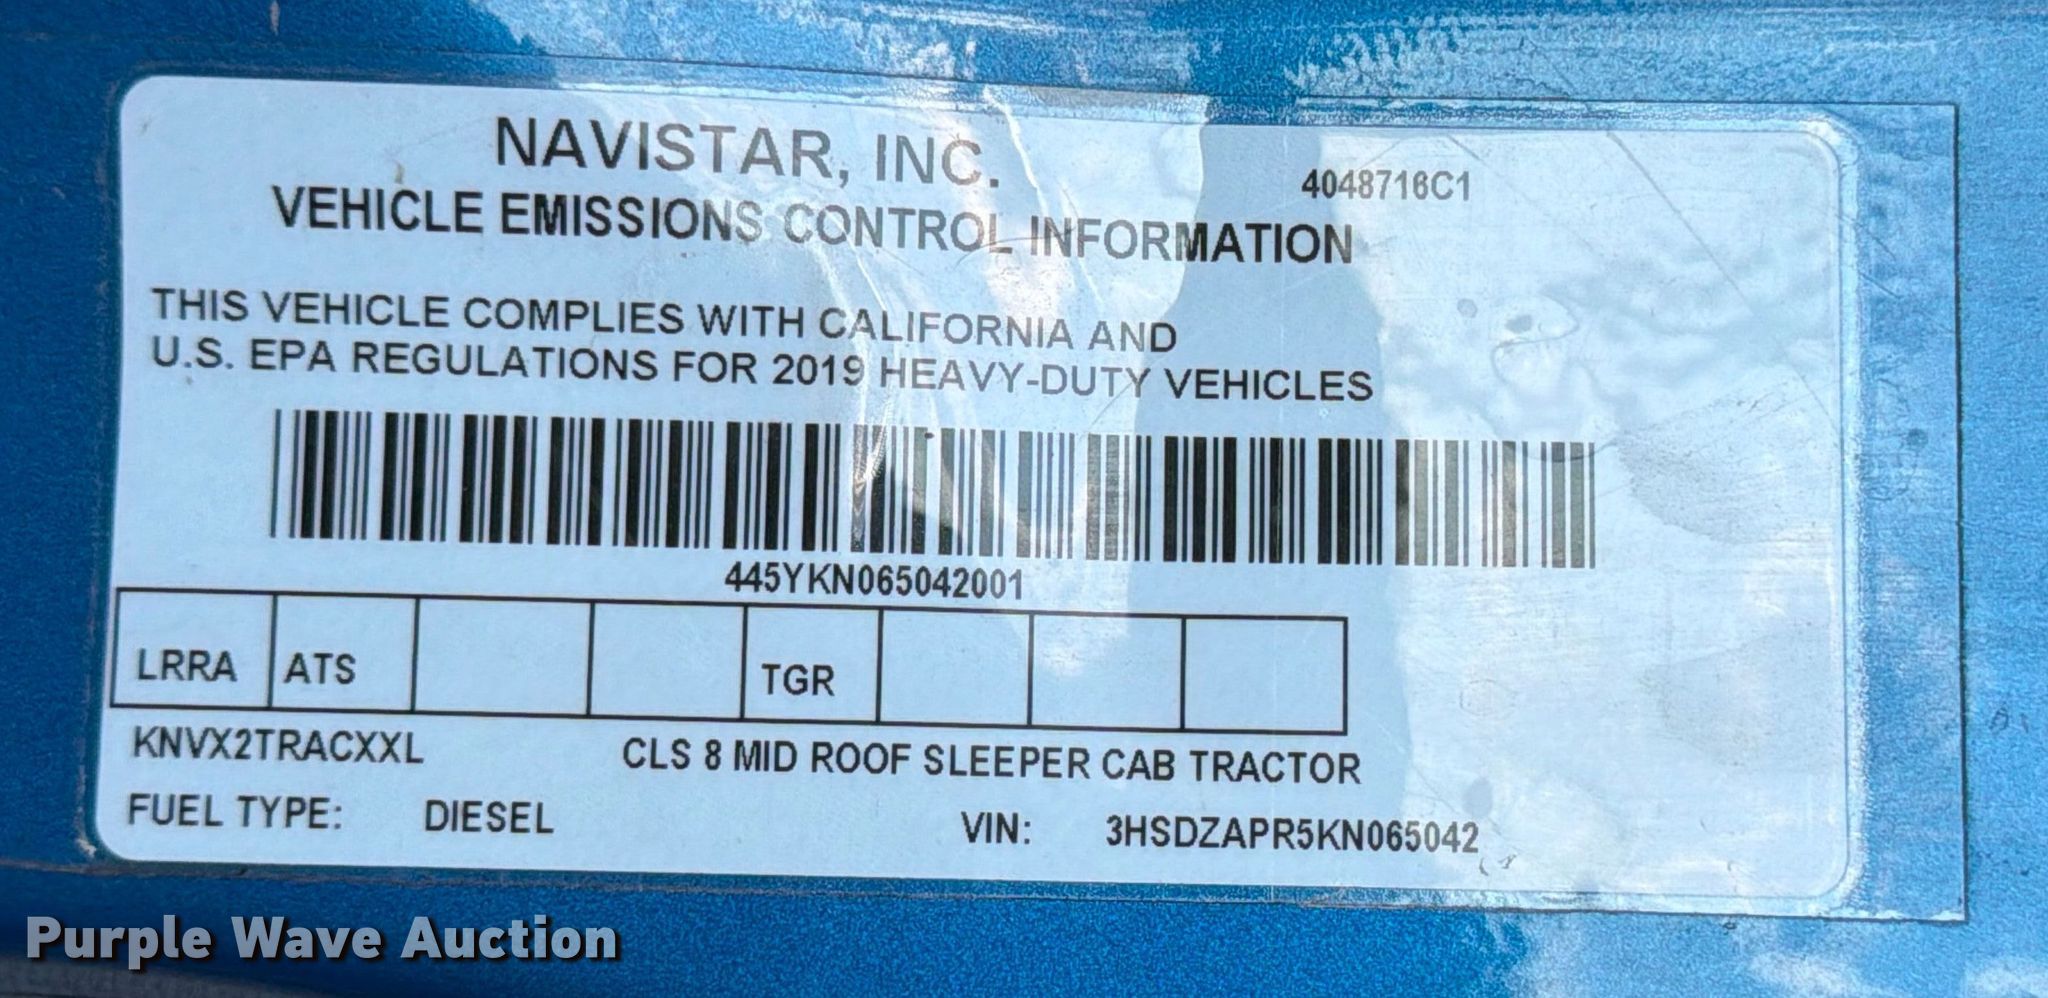 NAVISTAR, INC.
4048716C1
VEHICLE EMISSIONS CONTROL INFORMATION
THIS VEHICLE COMPLIES WITH CALIFORNIA AND
U.S. EPA REGULATIONS FOR 2019 HEAVY-DUTY VEHICLES
445YKN065042001
LRRA ATS TGR
KNVX2TRACXXL CLS 8 MID ROOF SLEEPER CAB TRACTOR
FUEL TYPE: DIESEL VIN: 3HSDZAPR5KN065042
Purple Wave Auction